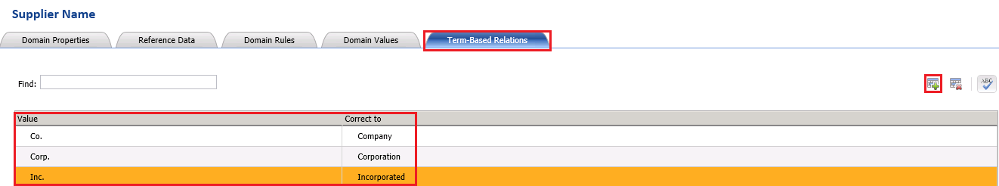 Supplier Name
Domain Properties Reference Data Domain Rules Domain Values Term-Based Relations
Find:
ABC
Value Correct to
Co. Company
Corp. Corporation
Inc. Incorporated